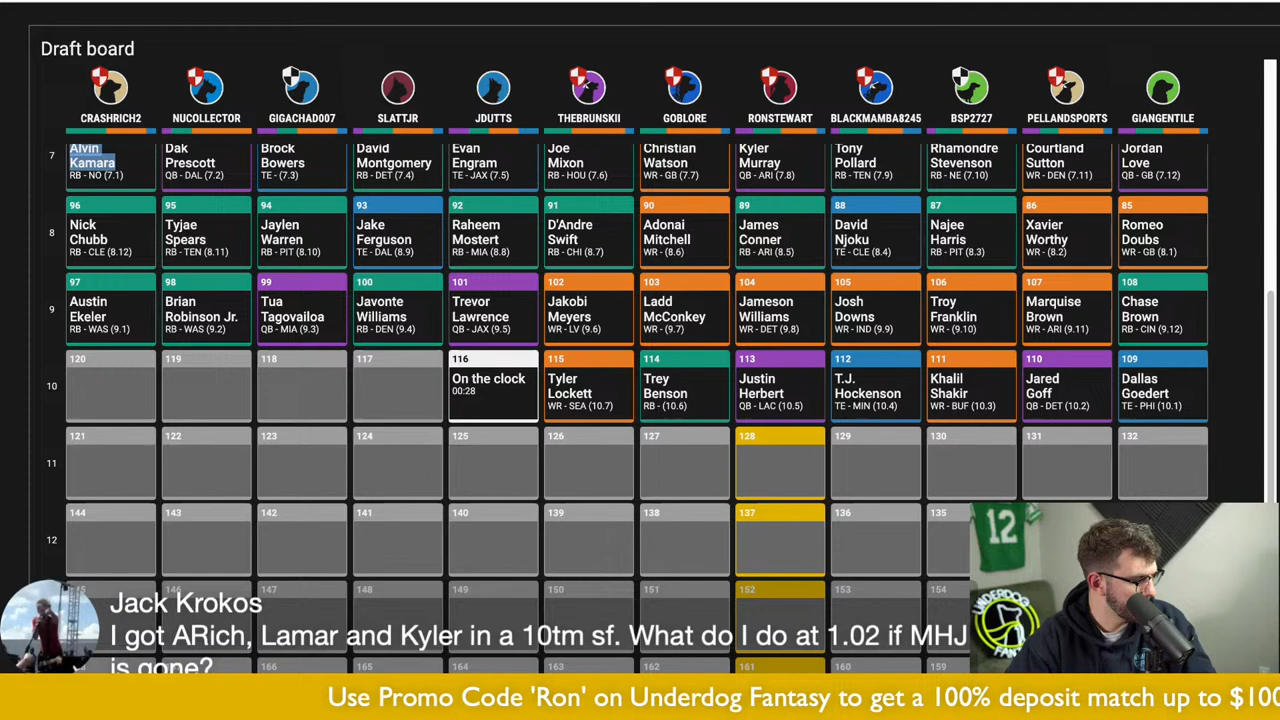 Draft board
CRASHRICH2 NUCOLLECTOR GIGACHAD007 SLATTJR JDUTTS THEBRUNSKII GOBLORE RONSTEWART BLACKMAMBA8245 BSP2727 PELLANDSPORTS GIANGENTILE
7
Alvin Dak Brock David Evan Joe Christian Kyler Tony Rhamondre Courtland Jordan
Kamara Prescott Bowers Montgomery Engram Mixon Watson Murray Pollard Stevenson Sutton Love
RB - NO (7.1) QB - DAL (7.2) TE - (7.3) RB - DET (7.4) TE - JAX (7.5) RB - HOU (7.6) WR - GB (7.7) QB - ARI (7.8) RB - TEN (7.9) RB - NE (7.10) WR - DEN (7.11) QB - GB (7.12)
96 95 94 93 92 91 90 89 88 87 86 85
8
Nick Tyjae Jaylen Jake Raheem D'Andre Adonai James David Najee Xavier Romeo
Chubb Spears Warren Ferguson Mostert Swift Mitchell Conner Njoku Harris Worthy Doubs
RB - CLE (8.12) RB - TEN (8.11) RB - PIT (8.10) TE - DAL (8.9) RB - MIA (8.8) RB - CHI (8.7) WR - (8.6) RB - ARI (8.5) TE - CLE (8.4) RB - PIT (8.3) WR - (8.2) WR - GB (8.1)
97 98 99 100 101 102 103 104 105 106 107 108
9
Austin Brian Tua Javonte Trevor Jakobi Ladd Jameson Josh Troy Marquise Chase
Ekeler Robinson Jr. Tagovailoa Williams Lawrence Meyers McConkey Williams Downs Franklin Brown Brown
RB - WAS (9.1) RB - WAS (9.2) QB - MIA (9.3) RB - DEN (9.4) QB - JAX (9.5) WR - LV (9.6) WR - (9.7) WR - DET (9.8) WR - IND (9.9) WR - (9.10) WR - ARI (9.11) RB - CIN (9.12)
120 119 118 117 116 115 114 113 112 111 110 109
10
On the clock Tyler Trey Justin T.J. Khalil Jared Dallas
00:28 Lockett Benson Herbert Hockenson Shakir Goff Goedert
WR - SEA (10.7) RB - (10.6) QB - LAC (10.5) TE - MIN (10.4) WR - BUF (10.3) QB - DET (10.2) TE - PHI (10.1)
121 122 123 124 125 126 127 128 129 130 131 132
11
144 143 142 141 140 139 138 137 136 135
12
146 147 148 149 150 151 152 153 154
166 165 164 163 162 161 160 159
12
UNDERDOG
Jack Krokos
I got ARich, Lamar and Kyler in a 10tm sf. What do I do at 1.02 if MHJ
is gone?
Use Promo Code 'Ron' on Underdog Fantasy to get a 100% deposit match up to $100